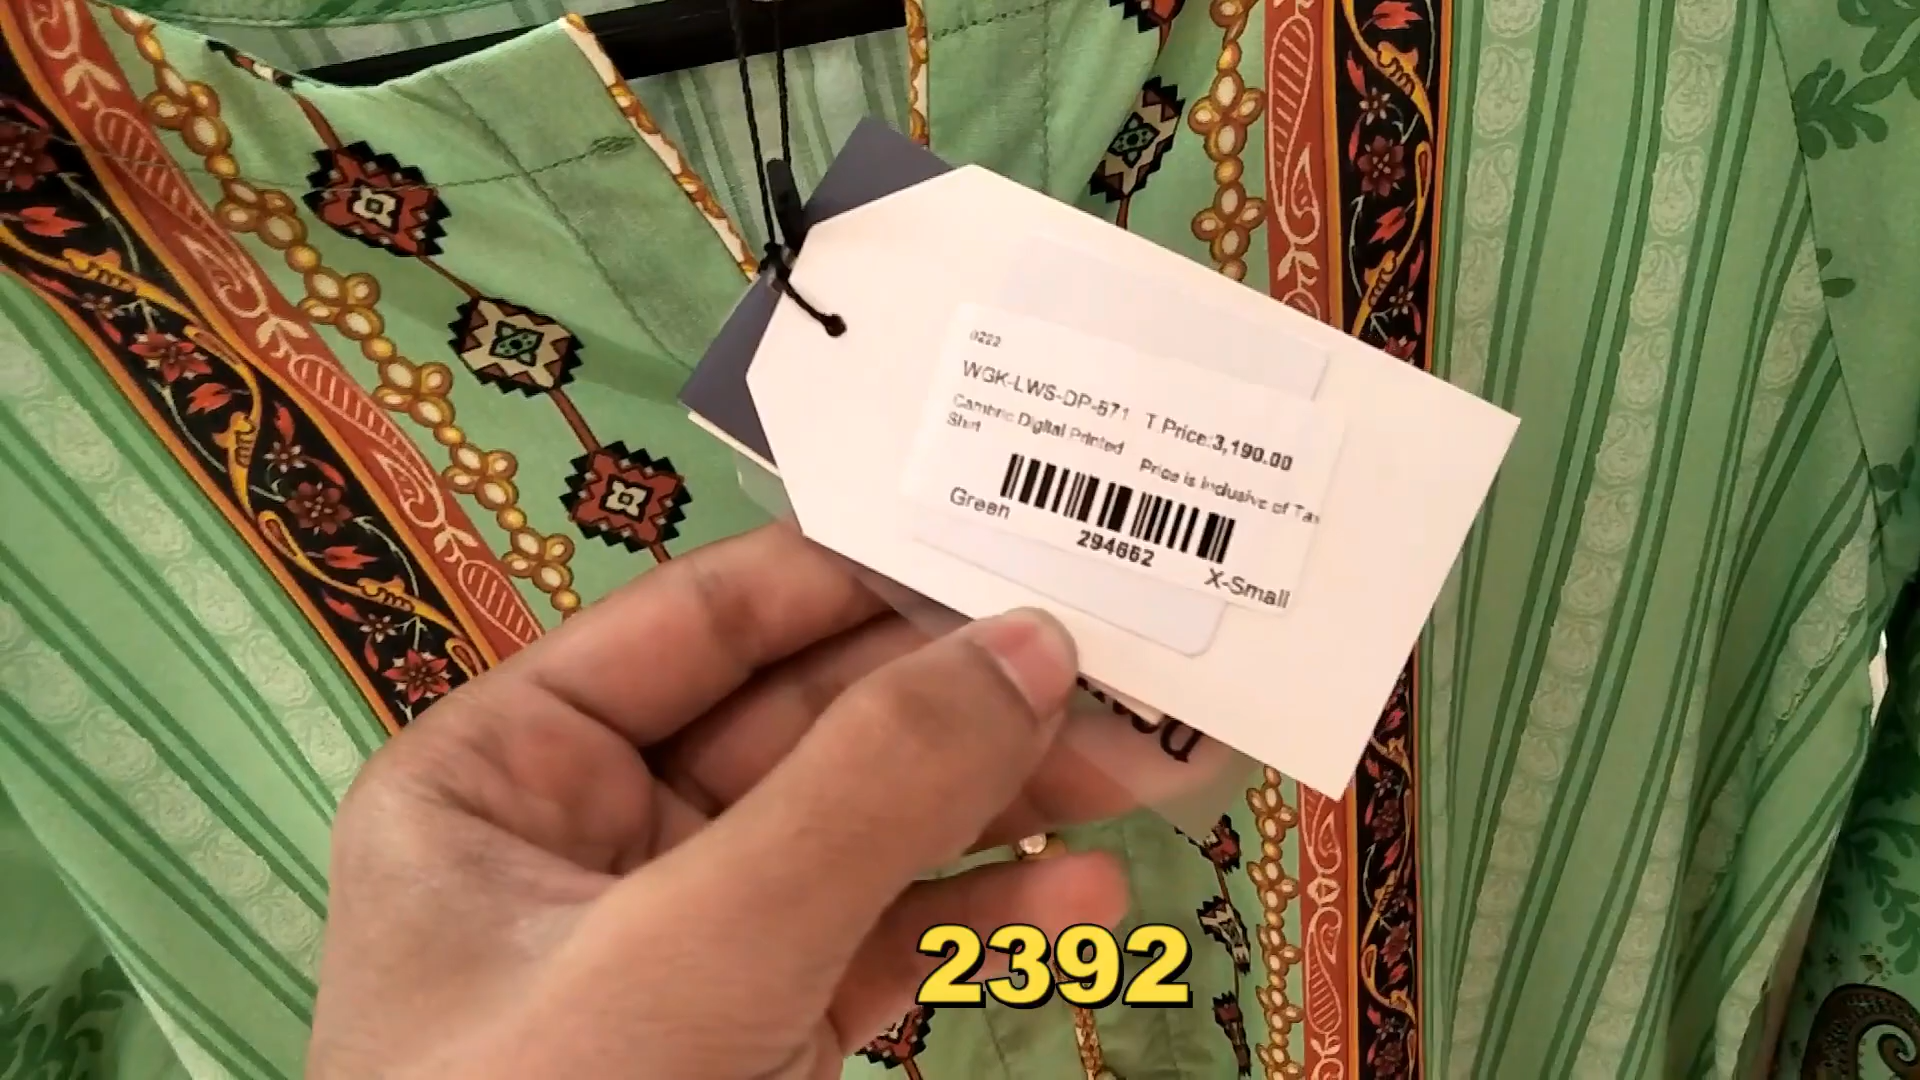 0222
WGK-LWS-DP-671 T.Price:3,190.00
Cambric Digital Printed
Shirt
Price is inclusive of Tax
Green
294662
X-Small
2392